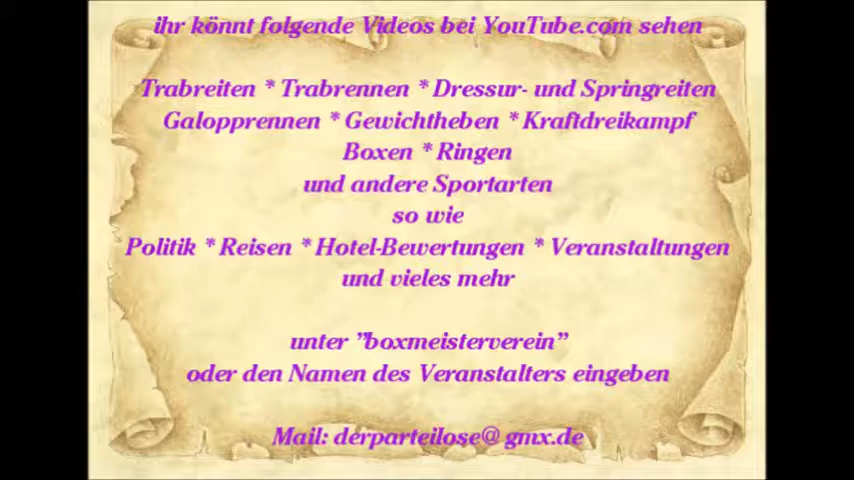 ihr könnt folgende Videos bei YouTube.com sehen
Trabreiten * Trabrennen * Dressur- und Springreiten
Galopprennen * Gewichtheben * Kraftdreikampf
Boxen * Ringen
und andere Sportarten
so wie
Politik * Reisen * Hotel-Bewertungen * Veranstaltungen
und vieles mehr
unter "boxmeisterverein"
oder den Namen des Veranstalters eingeben
Mail: derparteilose@gmx.de